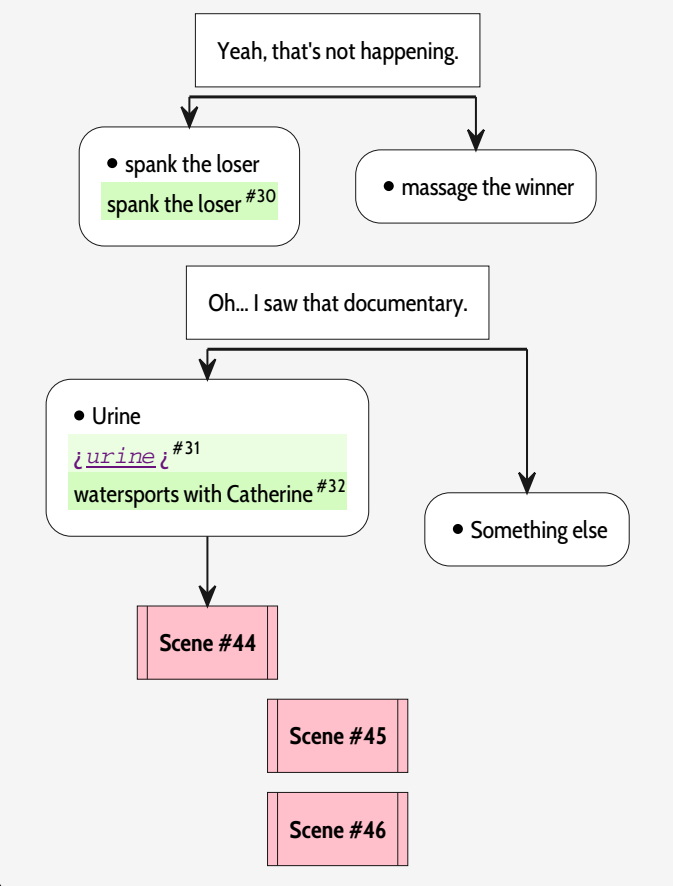 Yeah, that's not happening.
● spank the loser
spank the loser #30
● massage the winner
Oh... I saw that documentary.
● Urine
¿urine¿ #31
watersports with Catherine #32
● Something else
Scene #44
Scene #45
Scene #46